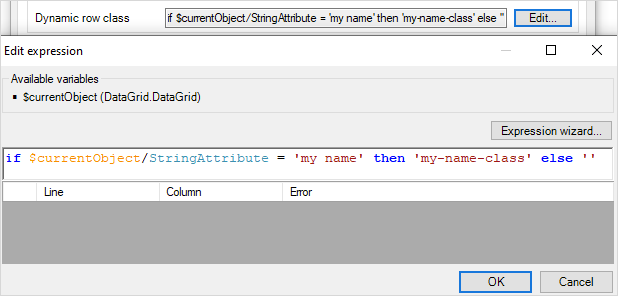 Dynamic row class if $currentObject/StringAttribute = 'my name' then 'my-name-class' else '' Edit...
Edit expression
Available variables
▪ $currentObject (DataGrid.DataGrid)
Expression wizard...
if $currentObject/StringAttribute = 'my name' then 'my-name-class' else ''
Line Column Error
OK Cancel